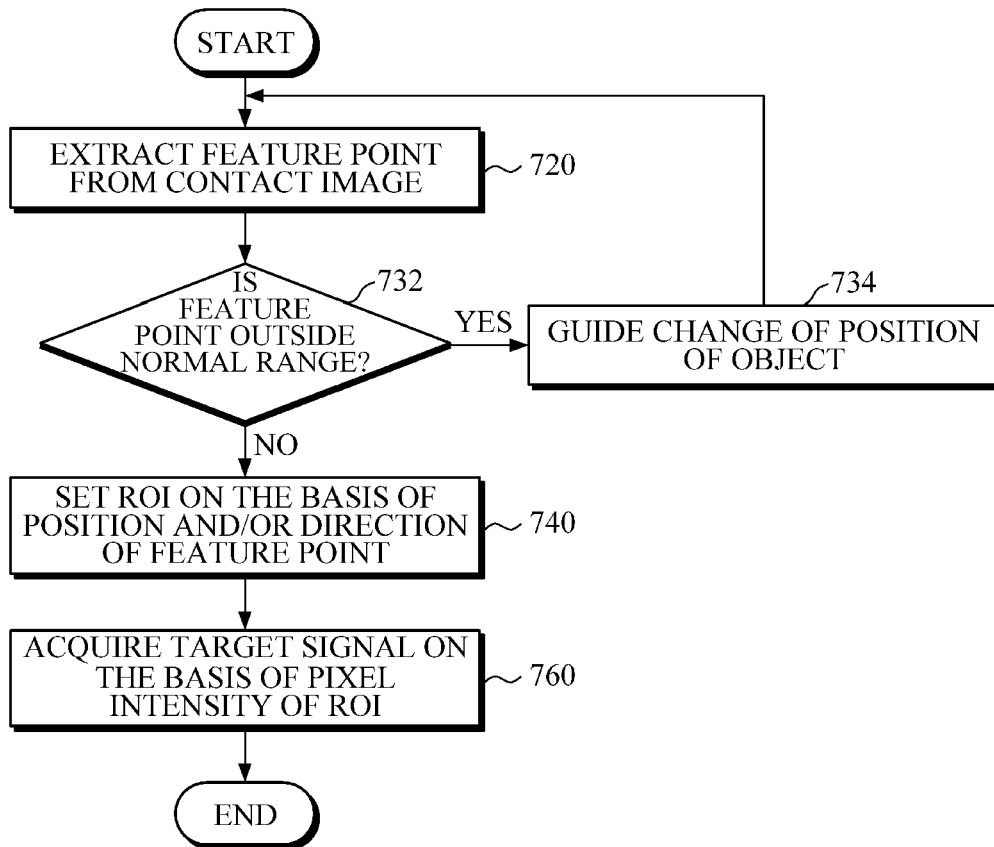 START
EXTRACT FEATURE POINT
FROM CONTACT IMAGE
720
IS
FEATURE
POINT OUTSIDE
NORMAL RANGE?
732
YES
734
GUIDE CHANGE OF POSITION
OF OBJECT
NO
SET ROI ON THE BASIS OF
POSITION AND/OR DIRECTION
OF FEATURE POINT
740
ACQUIRE TARGET SIGNAL ON
THE BASIS OF PIXEL
INTENSITY OF ROI
760
END